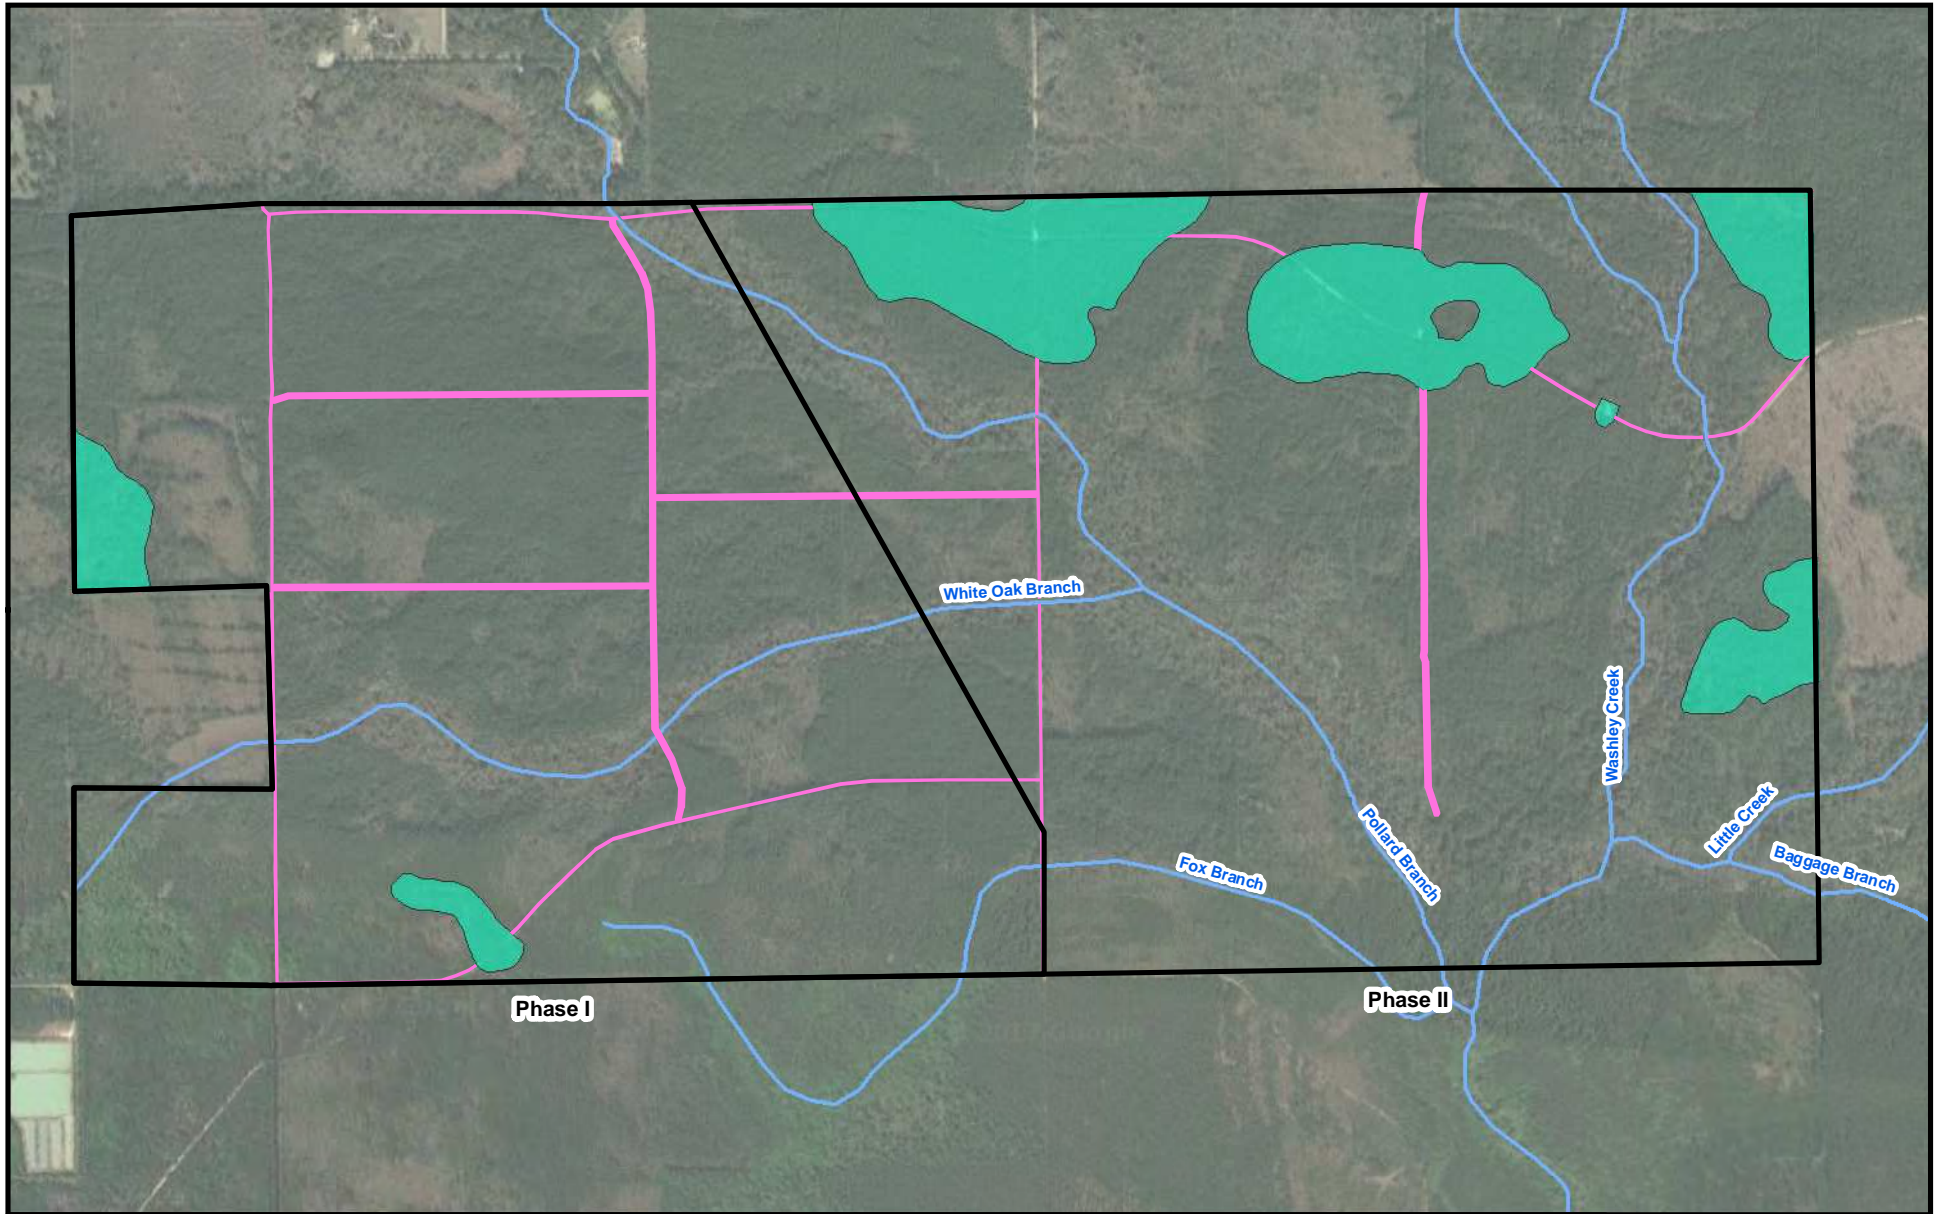 White Oak Branch
Washley Creek
Little Creek
Pollard Branch
Baggage Branch
Fox Branch
Phase II
Phase I